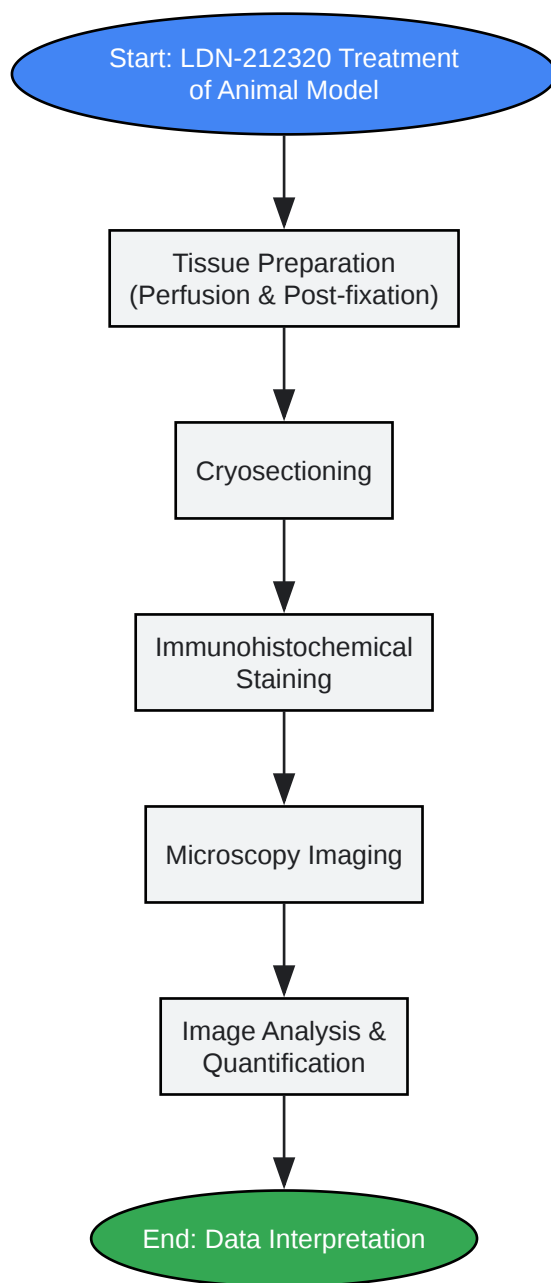 Start: LDN-212320 Treatment
of Animal Model
Tissue Preparation
(Perfusion & Post-fixation)
Cryosectioning
Immunohistochemical
Staining
Microscopy Imaging
Image Analysis &
Quantification
End: Data Interpretation